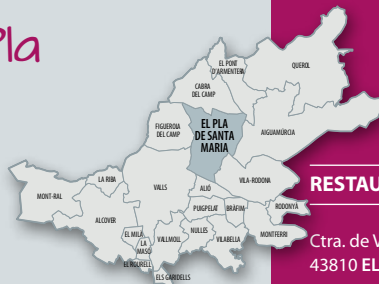 Pla
EL PONT
D'ARMENTERA
QUEROL
CABRA
DEL CAMP
FIGUEROLA
DEL CAMP
EL PLA
DE SANTA
MARIA
AIGUAMÚRCIA
LA RIBA
MONT-RAL
VALLS
ALIÓ
VILA-RODONA
RESTAU
ALCOVER
PUIGPELAT
BRÀFIM
RODONYÀ
EL MILÀ
LA
MASÓ
VALLMOLL
NULLES
VILABELLA
MONTFERRI
EL ROURELL
ELS GARIDELLS
Ctra. de V
43810 EL